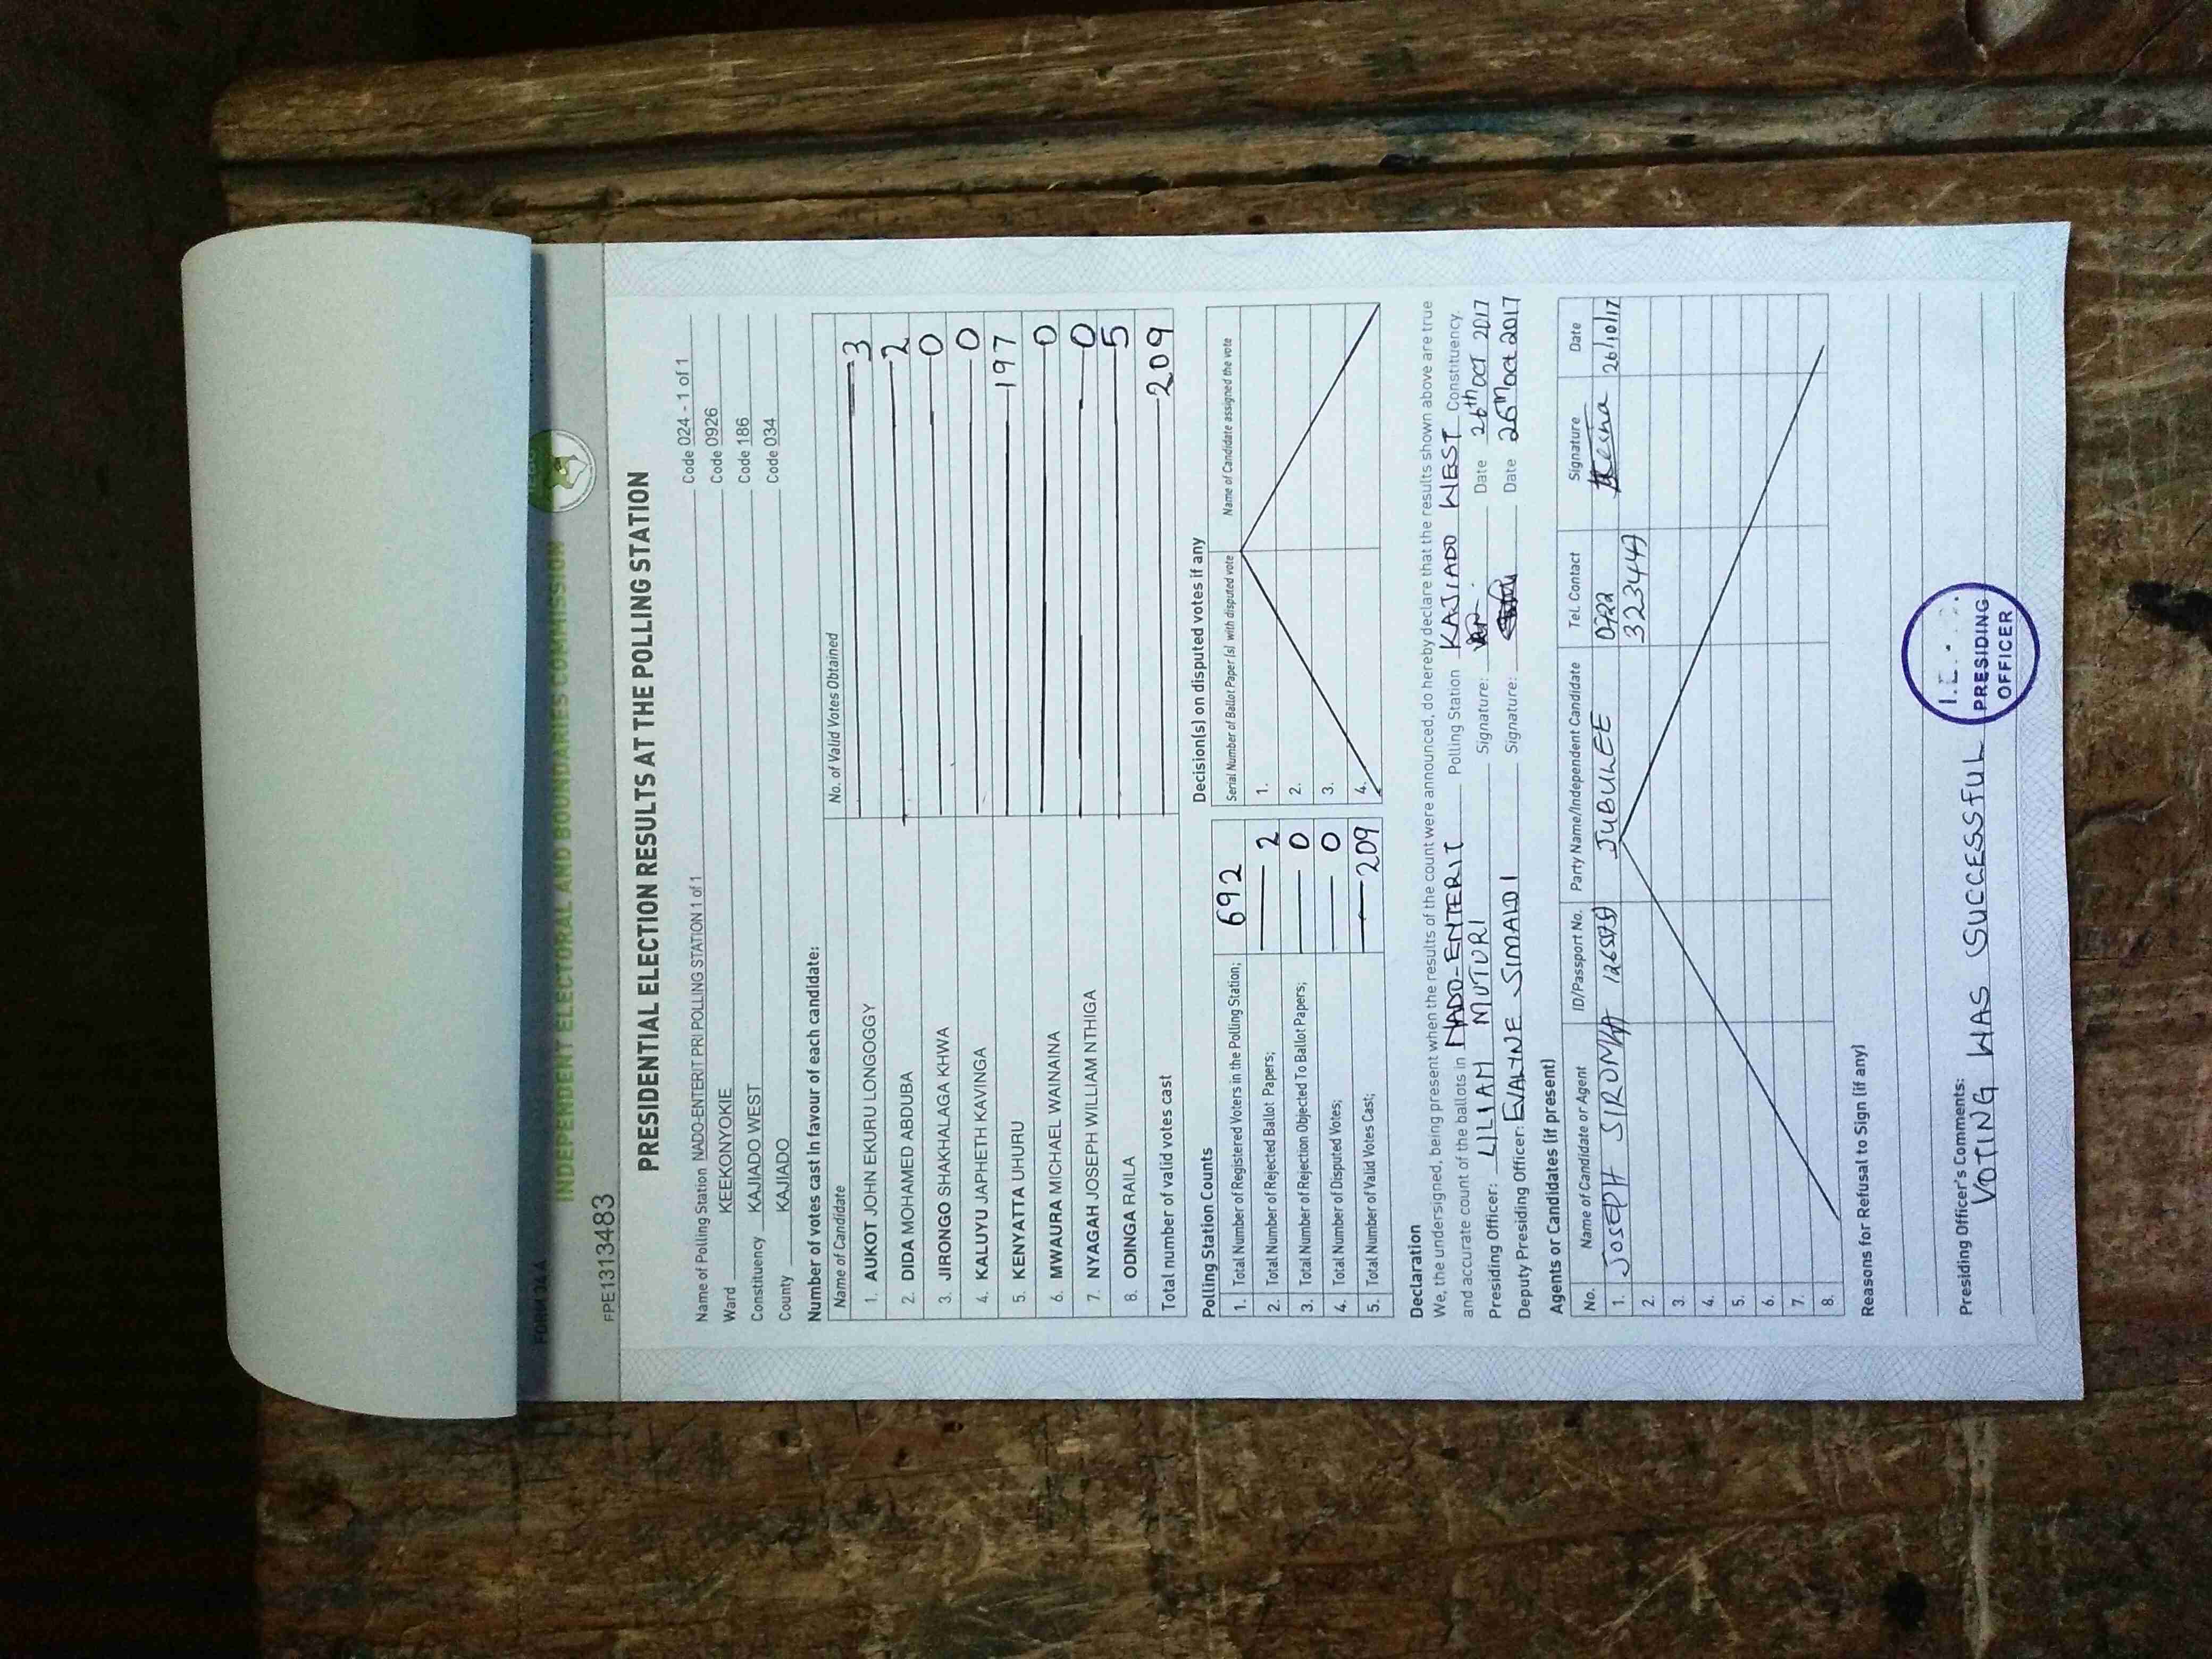 FORM 34A
INDEPENDENT ELECTORAL AND BOUNDARIES COMMISSION
FPE1313483
PRESIDENTIAL ELECTION RESULTS AT THE POLLING STATION
Name of Polling Station NADO-ENTERIT PRI POLLING STATION 1 of 1 Code 024 - 1 of 1
Ward KEEKONYOKIE Code 0926
Constituency KAJIADO WEST Code 186
County KAJIADO Code 034
Number of votes cast in favour of each candidate:
Name of Candidate No. of Valid Votes Obtained
1. AUKOT JOHN EKURU LONGOGGY 3
2. DIDA MOHAMED ABDUBA 2
3. JIRONGO SHAKHALAGA KHWA 0
4. KALUYU JAPHETH KAVINGA 0
5. KENYATTA UHURU 197
6. MWAURA MICHAEL WAINAINA 0
7. NYAGAH JOSEPH WILLIAM NTHIGA 0
8. ODINGA RAILA 5
Total number of valid votes cast 209
Polling Station Counts
1. Total Number of Registered Voters in the Polling Station; 692
2. Total Number of Rejected Ballot Papers; 2
3. Total Number of Rejection Objected To Ballot Papers; 0
4. Total Number of Disputed Votes; 0
5. Total Number of Valid Votes Cast; 209
Decision(s) on disputed votes if any
Serial Number of Ballot Paper (s) with disputed vote Name of Candidate assigned the vote
1.
2.
3.
4.
Declaration
We, the undersigned, being present when the results of the count were announced, do hereby declare that the results shown above are true
and accurate count of the ballots in NADO-ENTERIT Polling Station KAJIADO WEST Constituency.
Presiding Officer: LILIAN MUTURI Signature: Date 26th OCT 2017
Deputy Presiding Officer: EVALYNE SIMALOI Signature: Date 26th Oct 2017
Agents or Candidates (if present)
No. Name of Candidate or Agent ID/Passport No. Party Name/Independent Candidate Tel. Contact Signature Date
1. JOSEPH SIROMA JUBILEE 0722 26/10/17
2.
3.
4.
5.
6.
7.
8.
Reasons for Refusal to Sign (if any)
Presiding Officer's Comments:
VOTING WAS SUCCESSFUL
PRESIDING
OFFICER